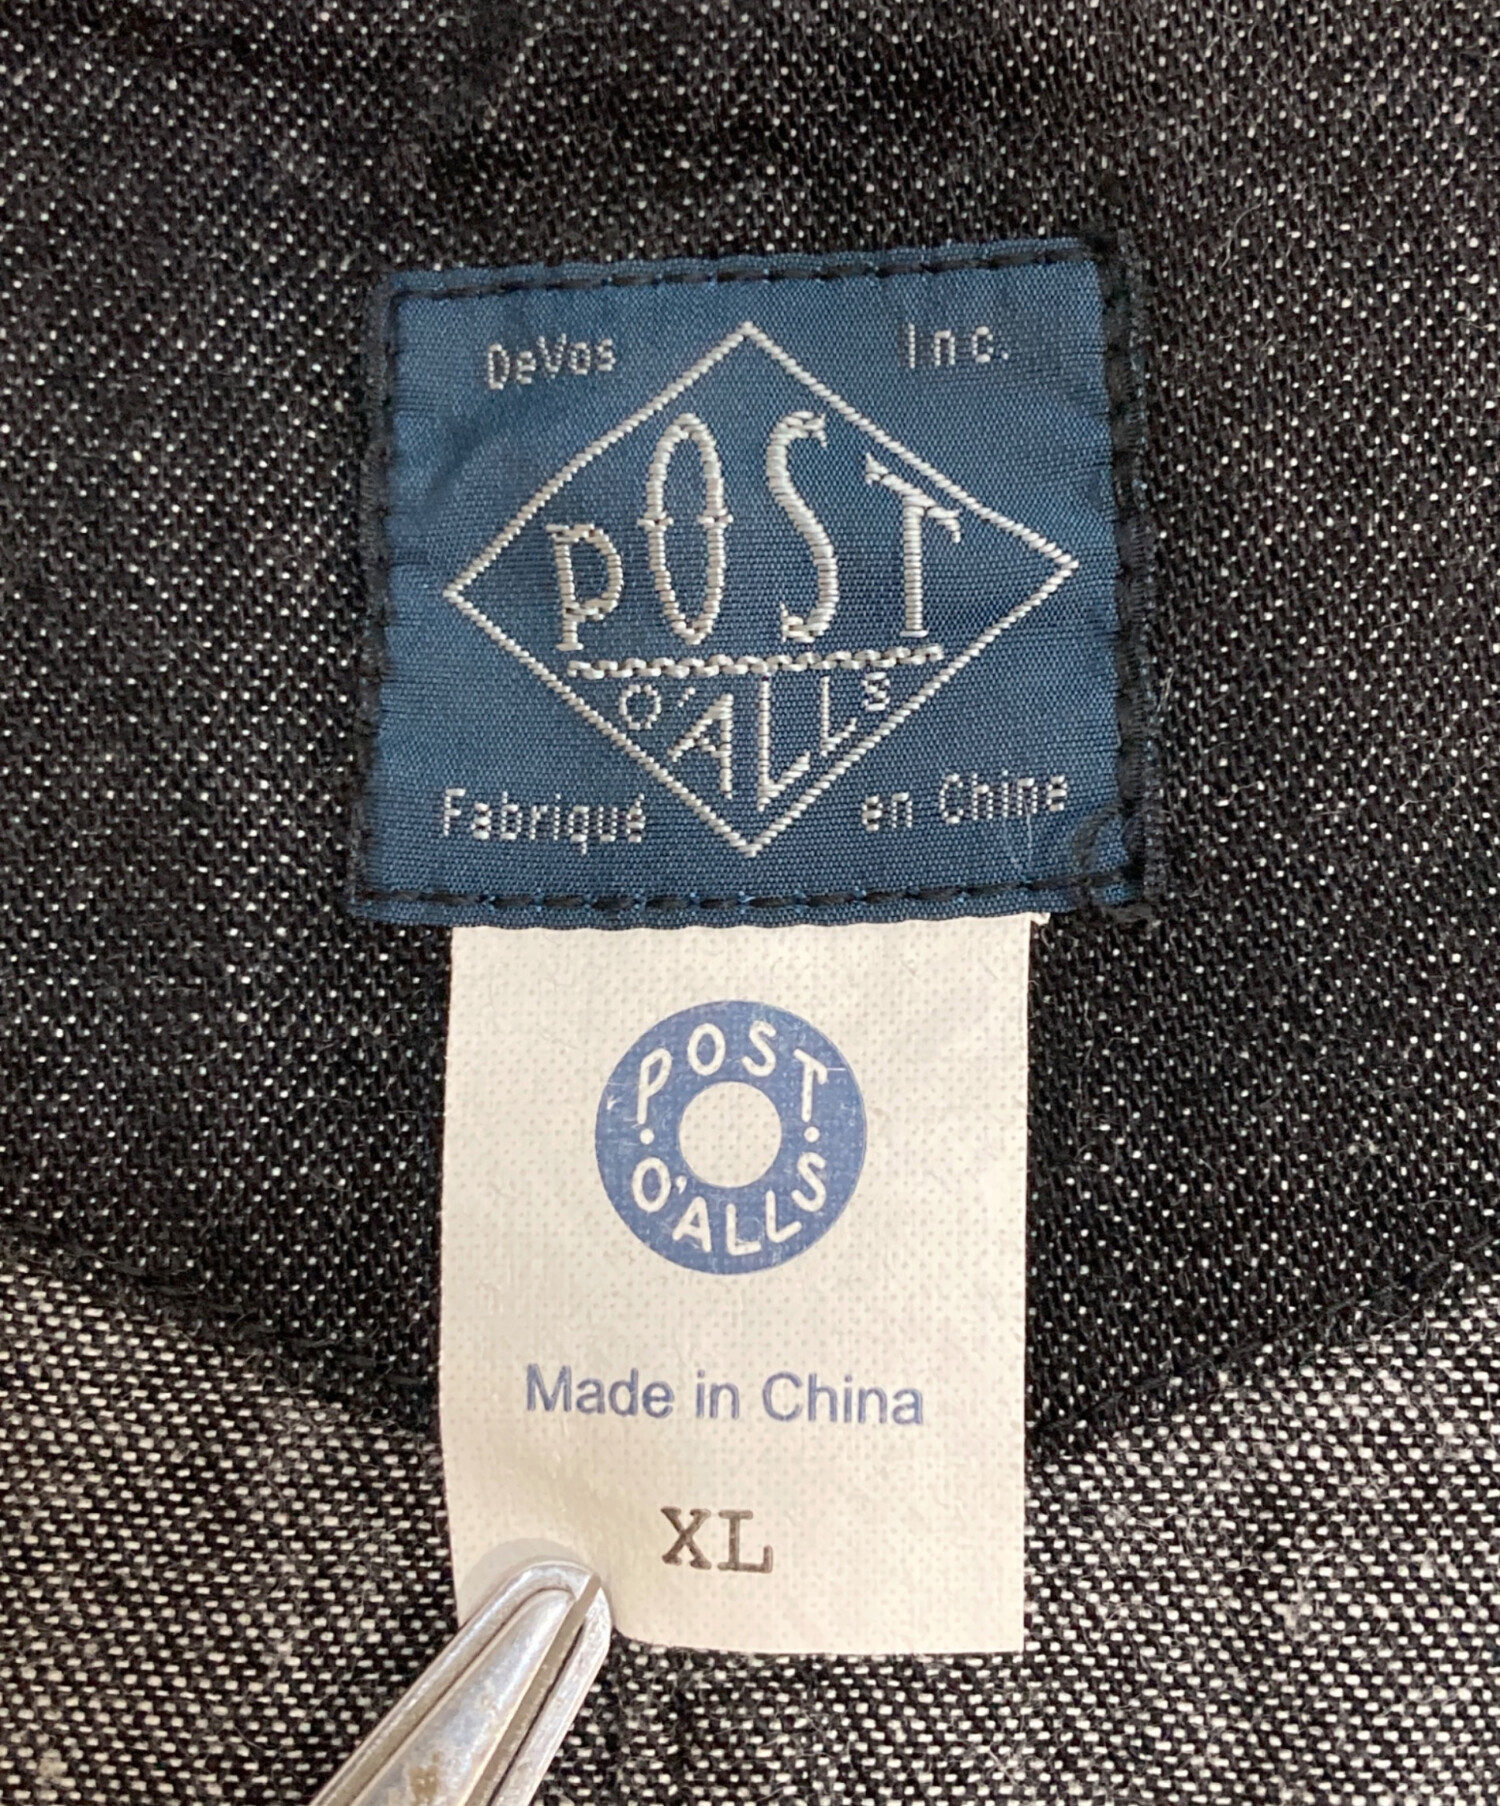 DeVos Inc.
POST
O'ALLS
Fabriqué en Chine
POST
O'ALLS
Made in China
XL